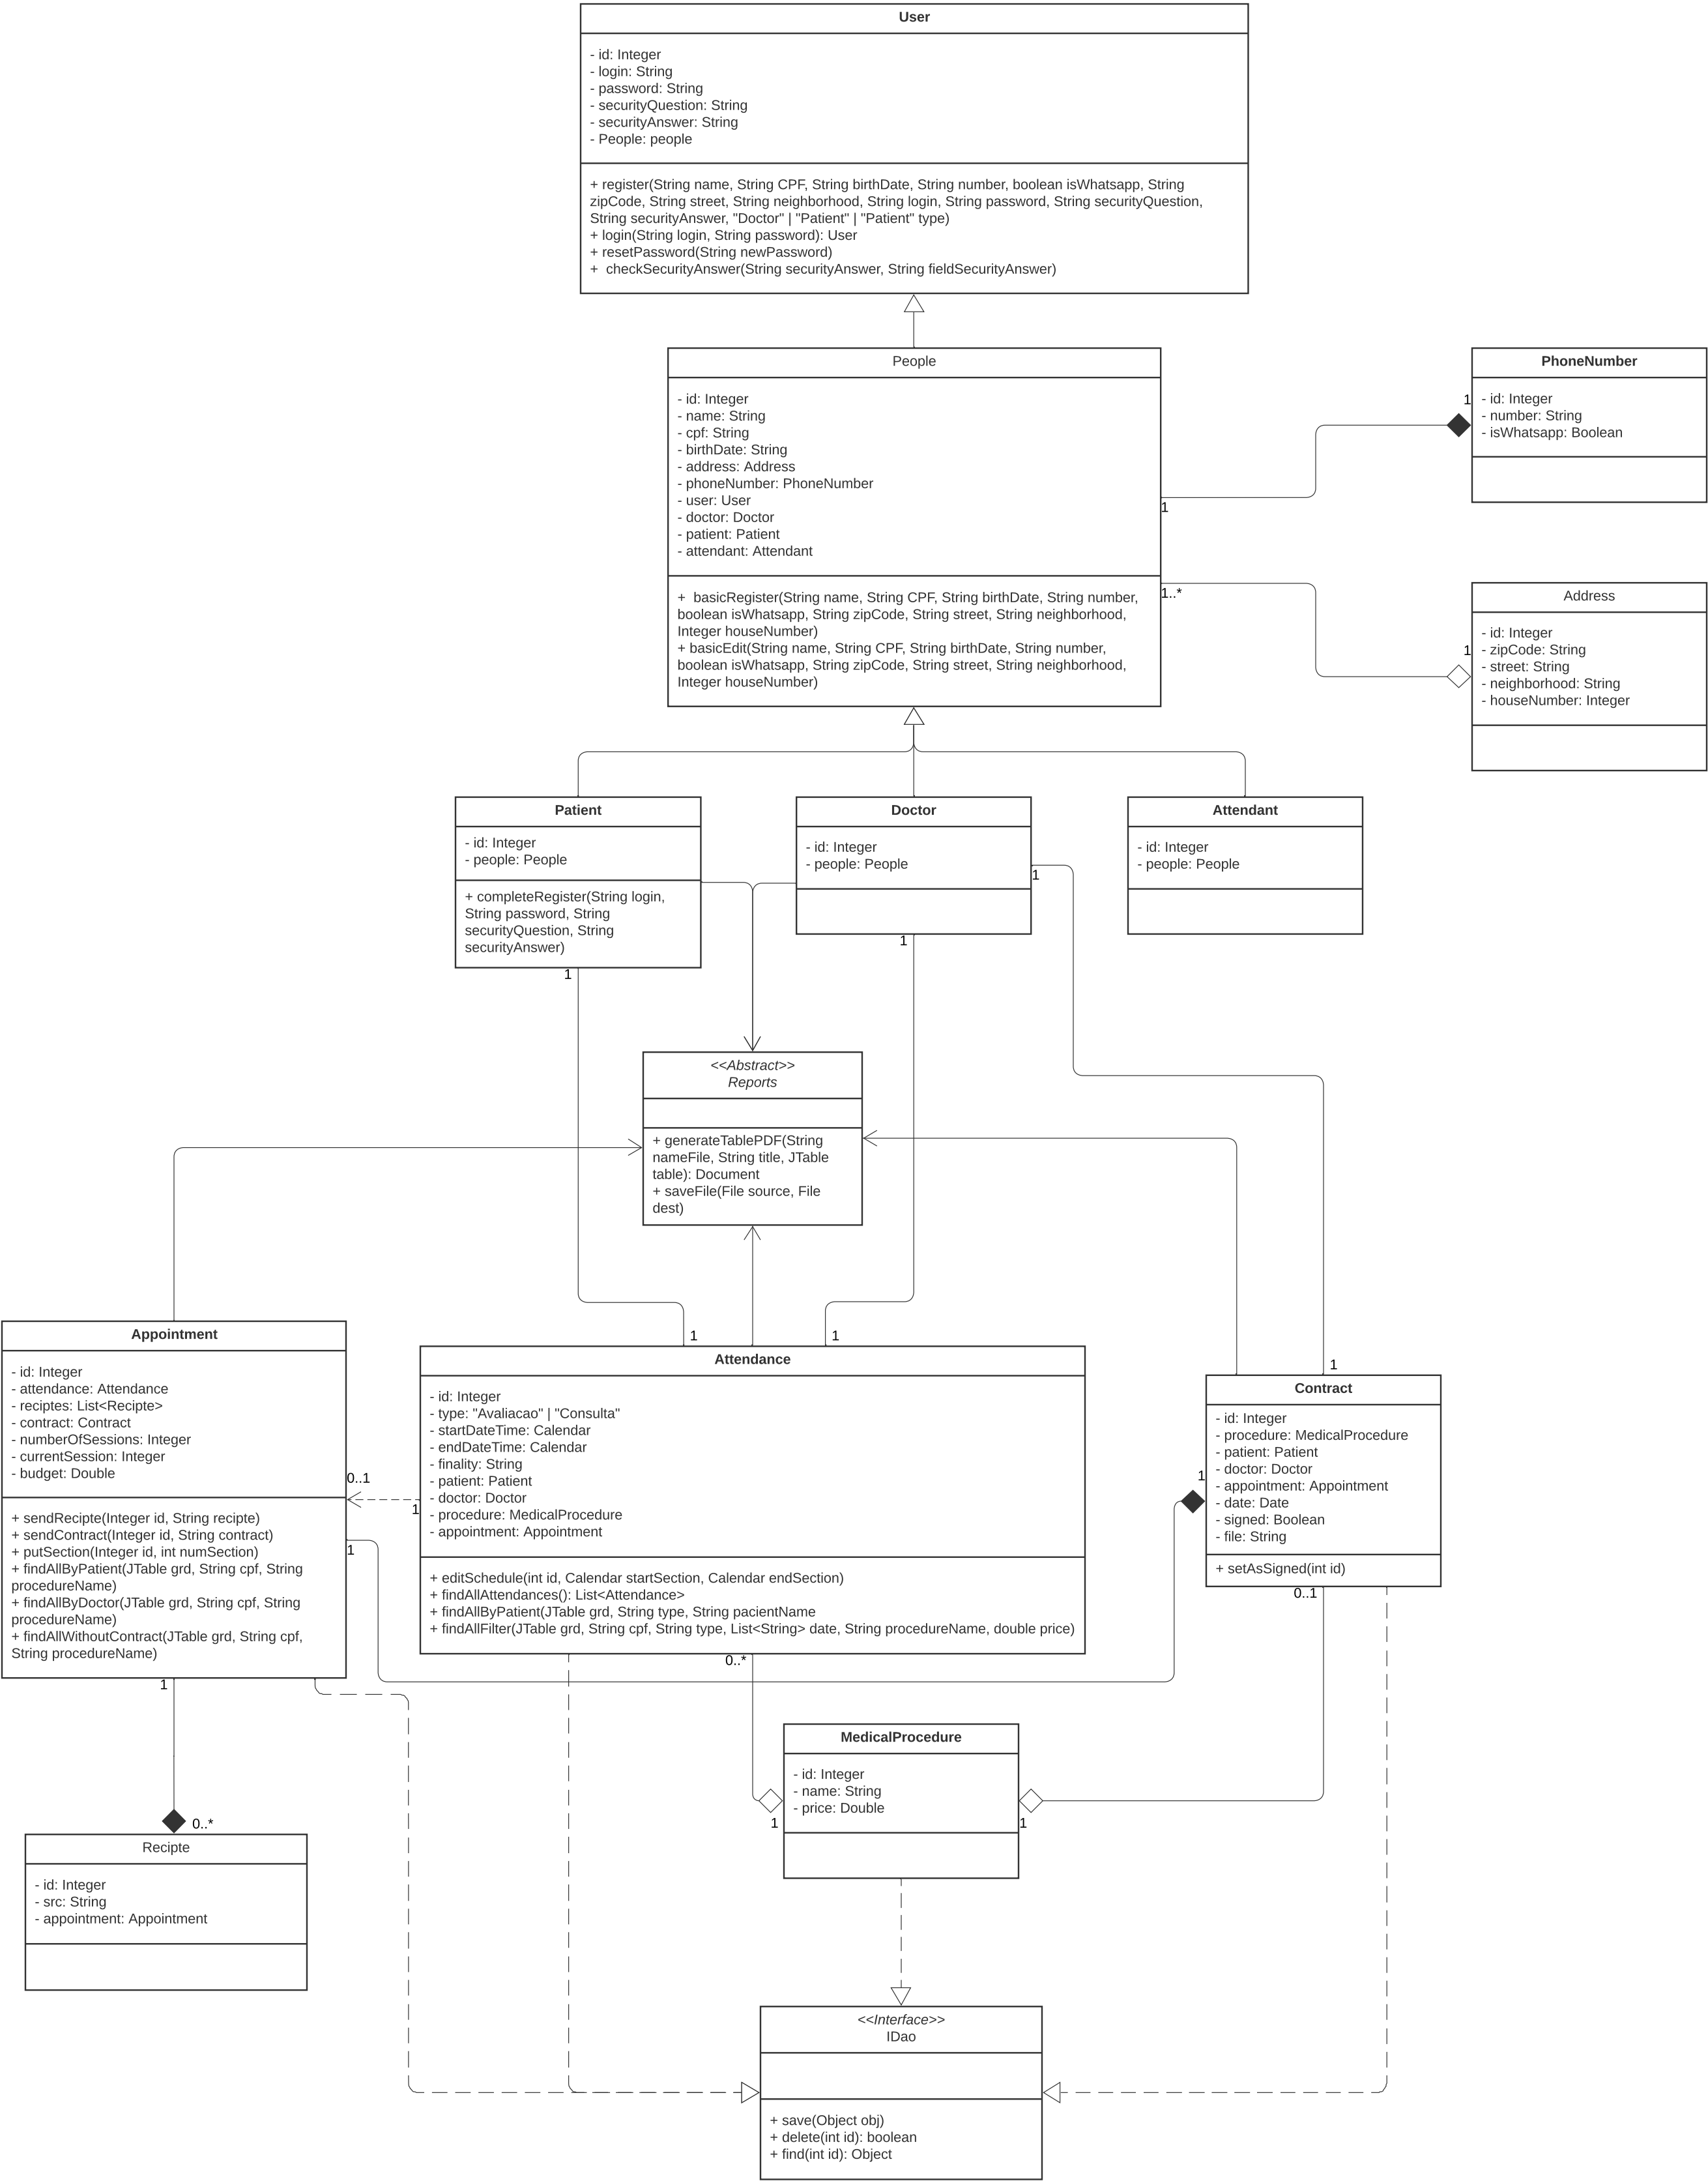 User
- id: Integer
- login: String
- password: String
- securityQuestion: String
- securityAnswer: String
- People: people
+ register(String name, String CPF, String birthDate, String number, boolean isWhatsapp, String
zipCode, String street, String neighborhood, String login, String password, String securityQuestion,
String securityAnswer, "Doctor" | "Patient" | "Patient" type)
+ login(String login, String password): User
+ resetPassword(String newPassword)
+  checkSecurityAnswer(String securityAnswer, String fieldSecurityAnswer)
People
- id: Integer
- name: String
- cpf: String
- birthDate: String
- address: Address
- phoneNumber: PhoneNumber
- user: User
- doctor: Doctor
- patient: Patient
- attendant: Attendant
+  basicRegister(String name, String CPF, String birthDate, String number,
boolean isWhatsapp, String zipCode, String street, String neighborhood,
Integer houseNumber)
+ basicEdit(String name, String CPF, String birthDate, String number,
boolean isWhatsapp, String zipCode, String street, String neighborhood,
Integer houseNumber)
PhoneNumber
- id: Integer
- number: String
- isWhatsapp: Boolean
1
1
Address
- id: Integer
- zipCode: String
- street: String
- neighborhood: String
- houseNumber: Integer
1..*
1
Patient
- id: Integer
- people: People
+ completeRegister(String login,
String password, String
securityQuestion, String
securityAnswer)
1
Doctor
- id: Integer
- people: People
1
1
Attendant
- id: Integer
- people: People
<<Abstract>>
Reports
+ generateTablePDF(String
nameFile, String title, JTable
table): Document
+ saveFile(File source, File
dest)
Appointment
- id: Integer
- attendance: Attendance
- reciptes: List<Recipte>
- contract: Contract
- numberOfSessions: Integer
- currentSession: Integer
- budget: Double
+ sendRecipte(Integer id, String recipte)
+ sendContract(Integer id, String contract)
+ putSection(Integer id, int numSection)
+ findAllByPatient(JTable grd, String cpf, String
procedureName)
+ findAllByDoctor(JTable grd, String cpf, String
procedureName)
+ findAllWithoutContract(JTable grd, String cpf,
String procedureName)
0..1
1
1
1
1
1
Attendance
- id: Integer
- type: "Avaliacao" | "Consulta"
- startDateTime: Calendar
- endDateTime: Calendar
- finality: String
- patient: Patient
- doctor: Doctor
- procedure: MedicalProcedure
- appointment: Appointment
+ editSchedule(int id, Calendar startSection, Calendar endSection)
+ findAllAttendances(): List<Attendance>
+ findAllByPatient(JTable grd, String type, String pacientName
+ findAllFilter(JTable grd, String cpf, String type, List<String> date, String procedureName, double price)
0..*
1
Contract
- id: Integer
- procedure: MedicalProcedure
- patient: Patient
- doctor: Doctor
- appointment: Appointment
- date: Date
- signed: Boolean
- file: String
+ setAsSigned(int id)
1
0..1
MedicalProcedure
- id: Integer
- name: String
- price: Double
1
1
0..*
Recipte
- id: Integer
- src: String
- appointment: Appointment
<<Interface>>
IDao
+ save(Object obj)
+ delete(int id): boolean
+ find(int id): Object